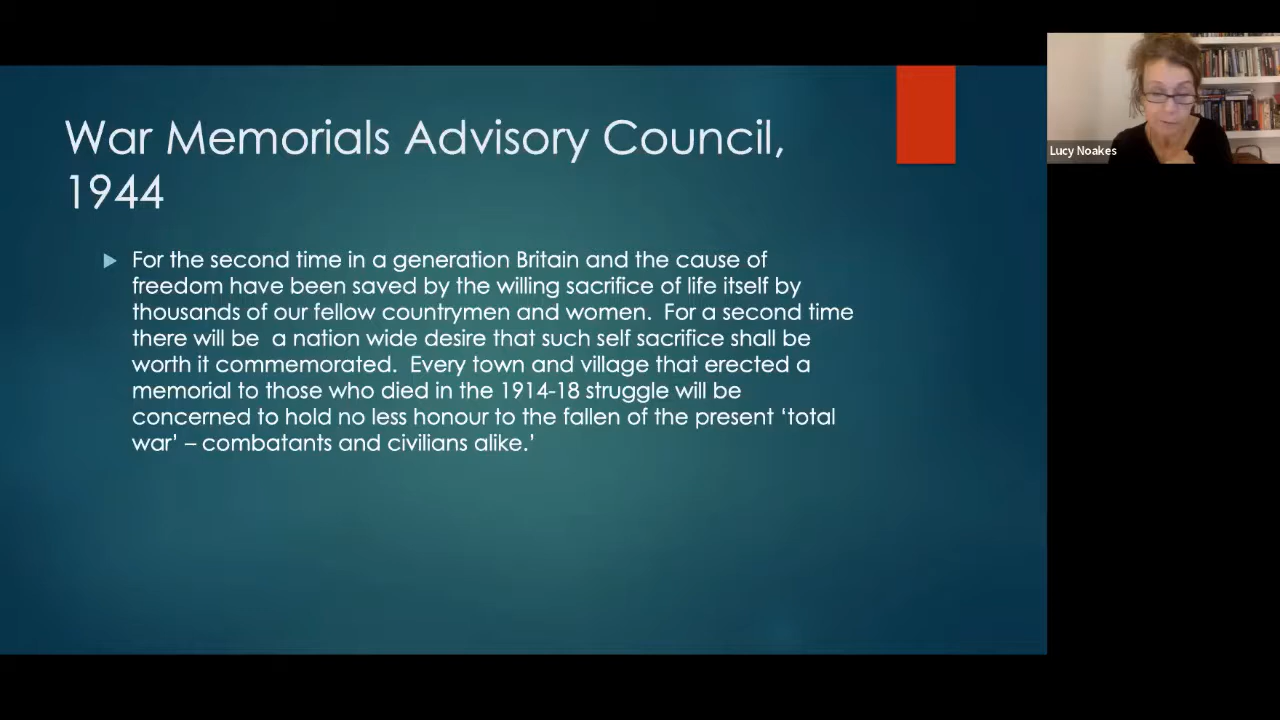 War Memorials Advisory Council,
1944
For the second time in a generation Britain and the cause of
freedom have been saved by the willing sacrifice of life itself by
thousands of our fellow countrymen and women.  For a second time
there will be  a nation wide desire that such self sacrifice shall be
worth it commemorated.  Every town and village that erected a
memorial to those who died in the 1914-18 struggle will be
concerned to hold no less honour to the fallen of the present ‘total
war’ – combatants and civilians alike.’
Lucy Noakes